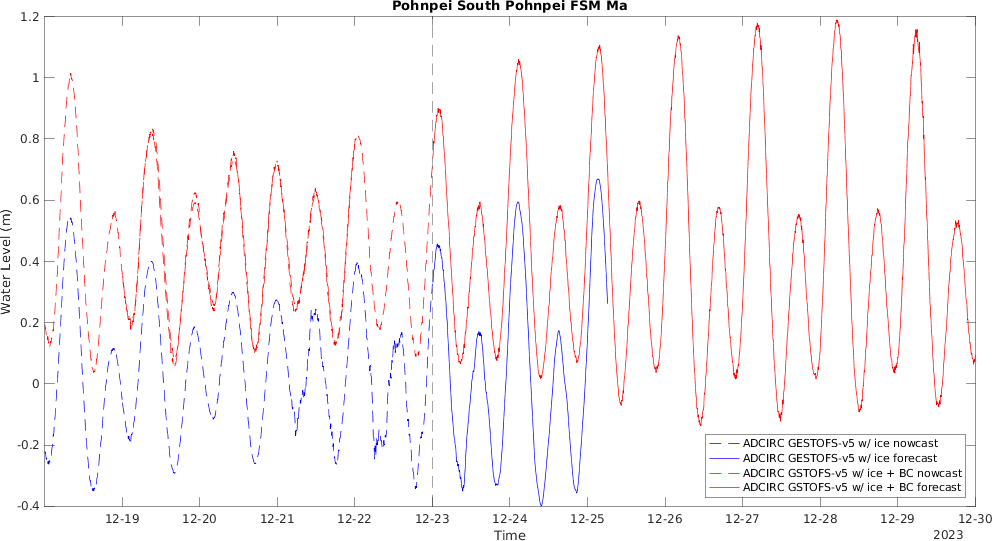 Pohnpei South Pohnpei FSM Ma
Water Level (m)
1.2
1
0.8
0.6
0.4
0.2
0
-0.2
-0.4
12-19 12-20 12-21 12-22 12-23 12-24 12-25 12-26 12-27 12-28 12-29 12-30
Time
2023
ADCIRC GESTOFS-v5 w/ ice nowcast
ADCIRC GESTOFS-v5 w/ ice forecast
ADCIRC GSTOFS-v5 w/ ice + BC nowcast
ADCIRC GSTOFS-v5 w/ ice + BC forecast